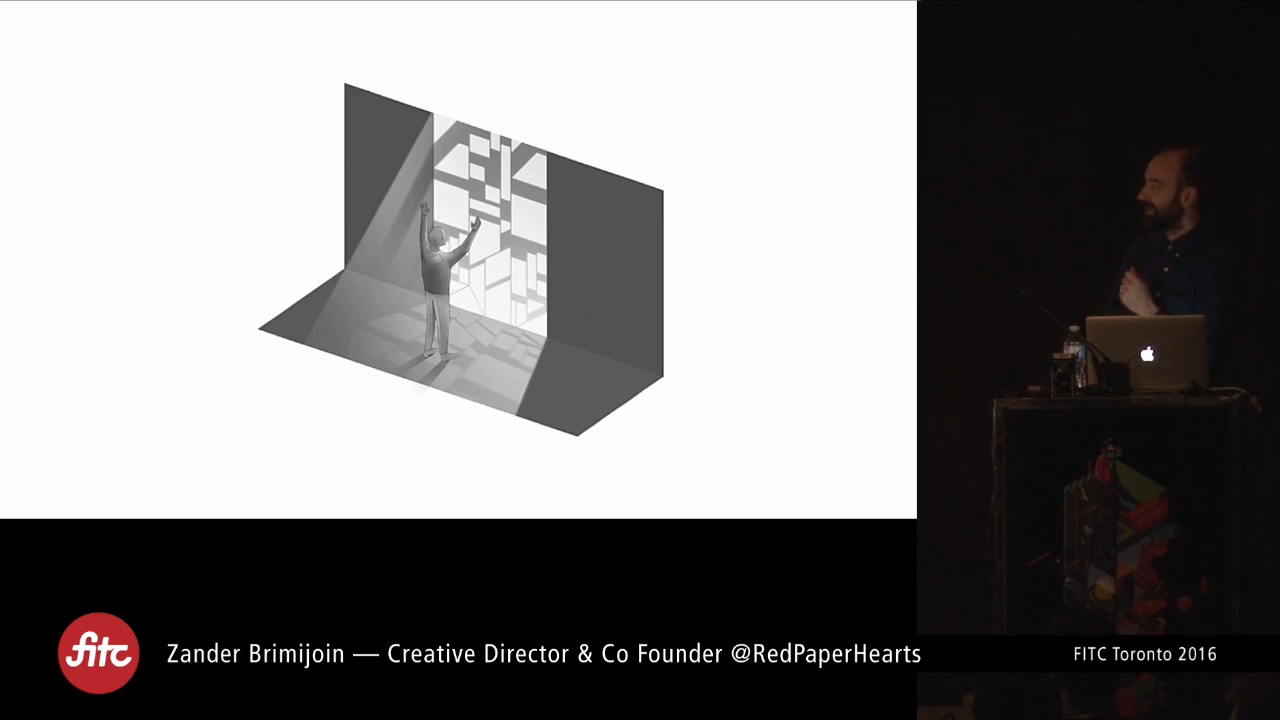 fitc
Zander Brimijoin — Creative Director & Co Founder @RedPaperHearts
FITC Toronto 2016